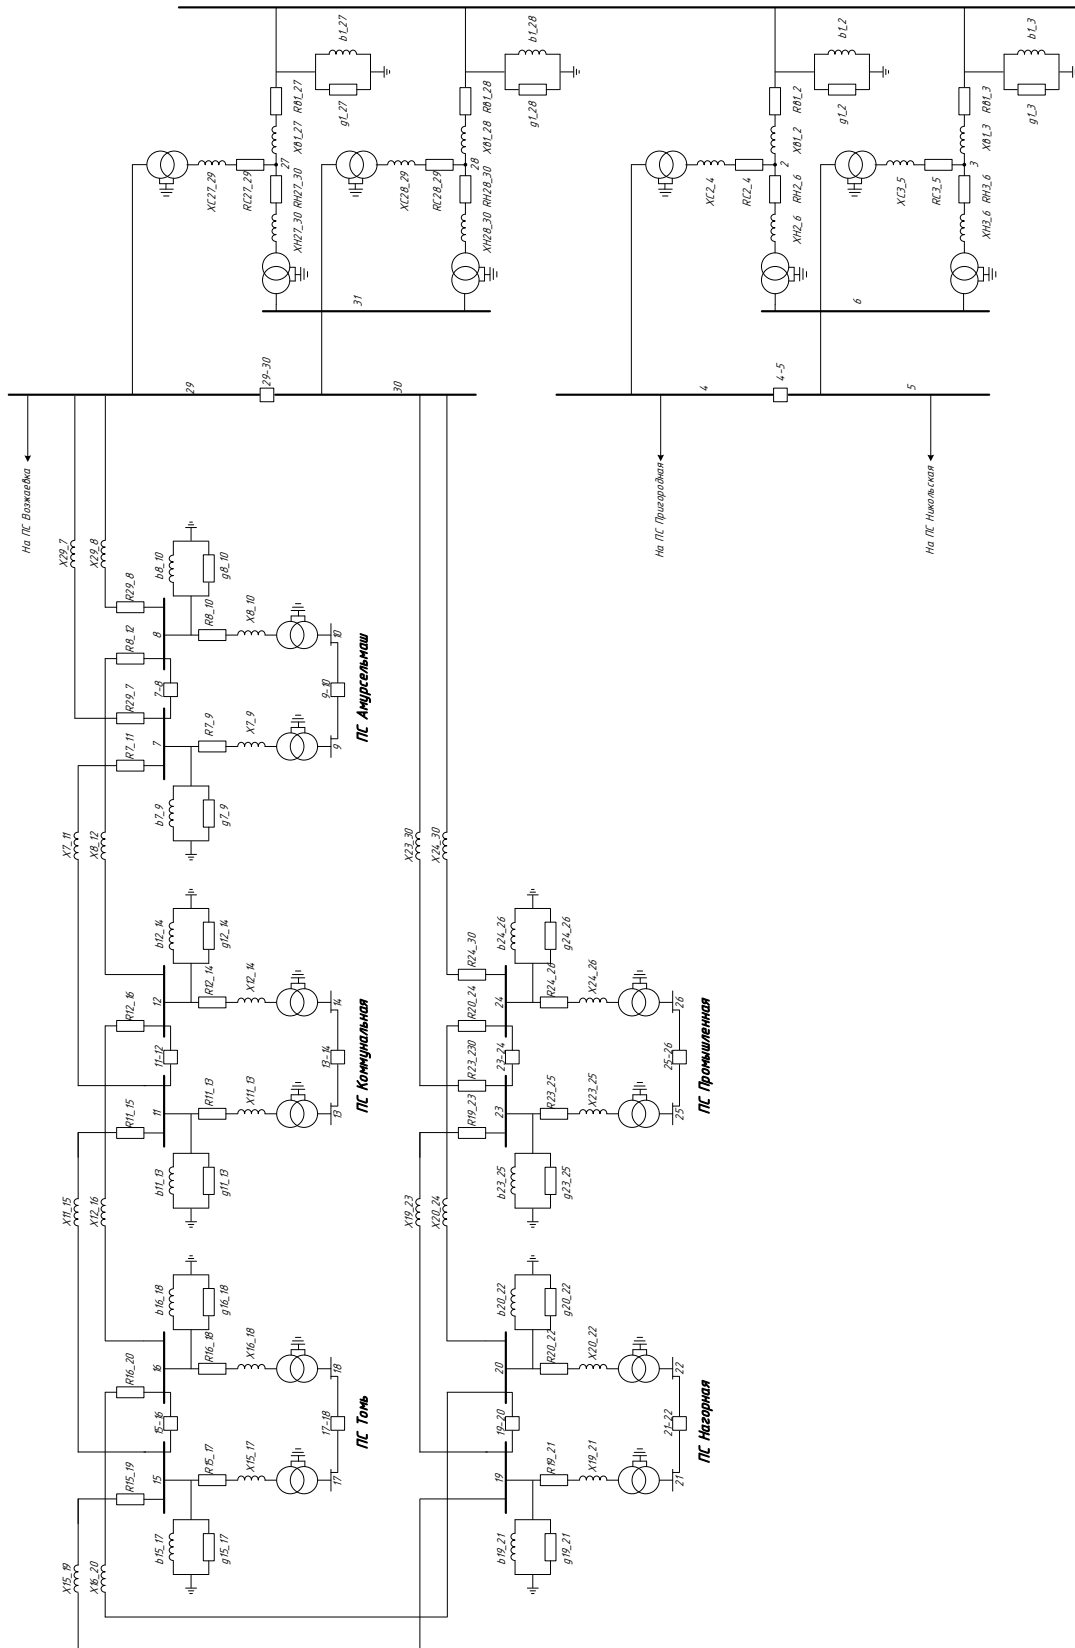 b1_27
g1_27
RВ1_27
XВ1_27
27
XC27_29
RC27_29
RH27_30
XH27_30
b1_28
g1_28
RВ1_28
XВ1_28
28
XC28_29
RC28_29
RH28_30
XH28_30
31
b1_2
g1_2
RВ1_2
XВ1_2
2
XC2_4
RC2_4
RH2_6
XH2_6
b1_3
g1_3
RВ1_3
XВ1_3
3
XC3_5
RC3_5
RH3_6
XH3_6
6
29
29-30
30
4
4-5
5
На ПС Возжаевка
На ПС Пригородная
На ПС Никольская
X29_7
X29_8
R29_8
R8_12
R29_7
R7_11
8
7-8
7
b8_10
g8_10
R8_10
X8_10
10
R7_9
X7_9
9
9-10
b7_9
g7_9
ПС Амурсельмаш
X7_11
X8_12
b12_14
g12_14
12
R12_14
X12_14
14
R12_16
11-12
11
R11_13
X11_13
13
13-14
R11_15
b11_13
g11_13
ПС Коммунальная
X11_15
X12_16
b16_18
g16_18
16
R16_18
X16_18
18
R16_20
15-16
15
R15_17
X15_17
17
17-18
R15_19
b15_17
g15_17
ПС Томь
X15_19
X16_20
X23_30
X24_30
R24_30
R20_24
R23_230
R19_23
b24_26
g24_26
24
R24_26
X24_26
26
23-24
23
R23_25
X23_25
25
25-26
b23_25
g23_25
ПС Промышленная
X19_23
X20_24
b20_22
g20_22
20
R20_22
X20_22
22
19-20
19
R19_21
X19_21
21
21-22
b19_21
g19_21
ПС Нагорная